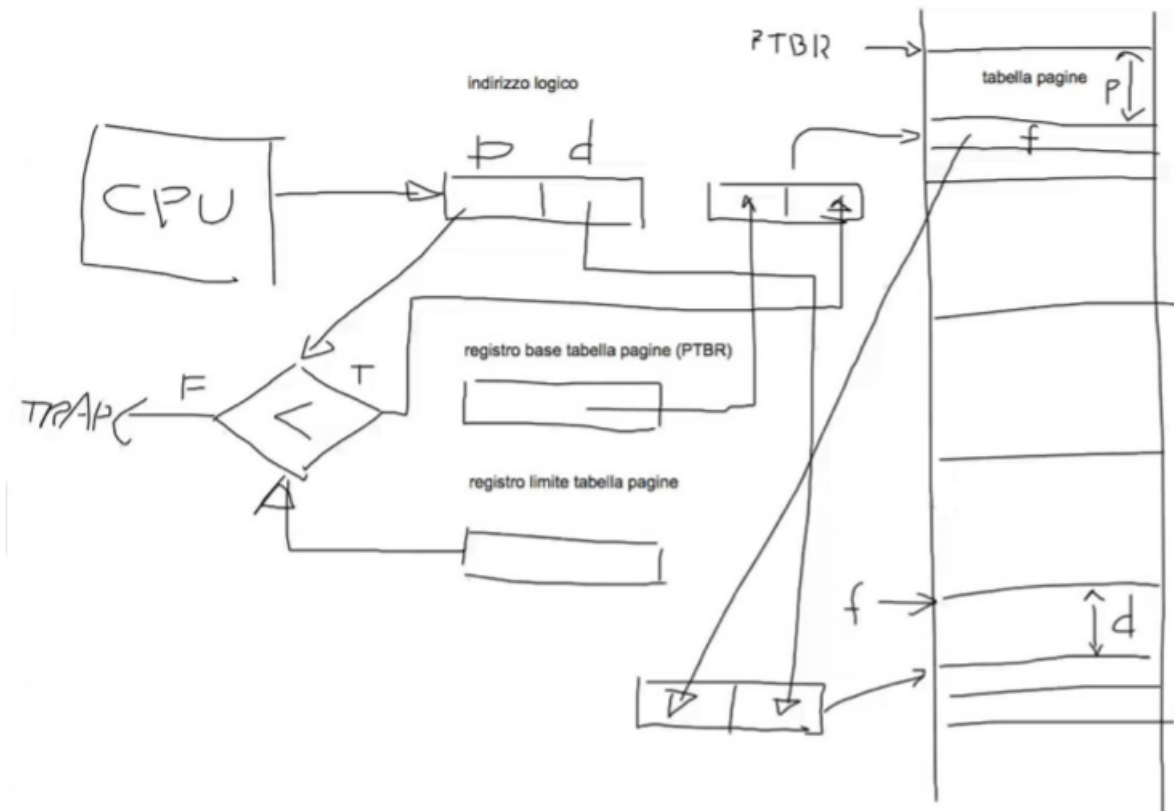 PTBR
tabella pagine
P
indirizzo logico
p d
f
CPU
registro base tabella pagine (PTBR)
F
T
TRAP
<
registro limite tabella pagine
f
d